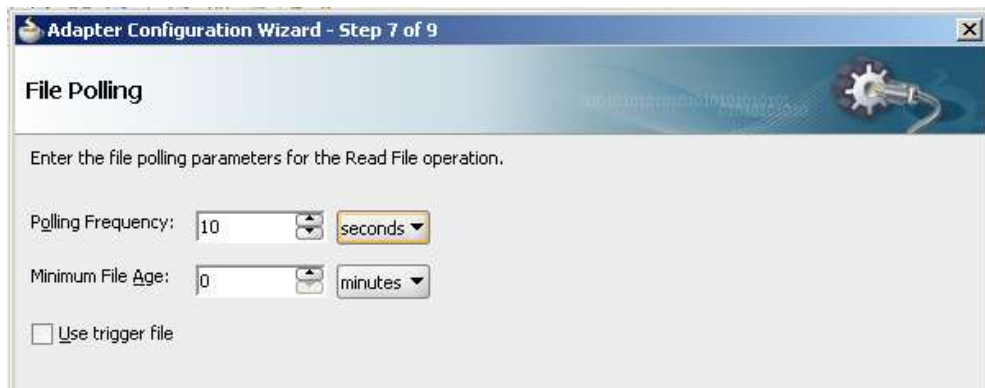 Adapter Configuration Wizard - Step 7 of 9
File Polling
Enter the file polling parameters for the Read File operation.
Polling Frequency: 10 seconds
Minimum File Age: 0 minutes
Use trigger file